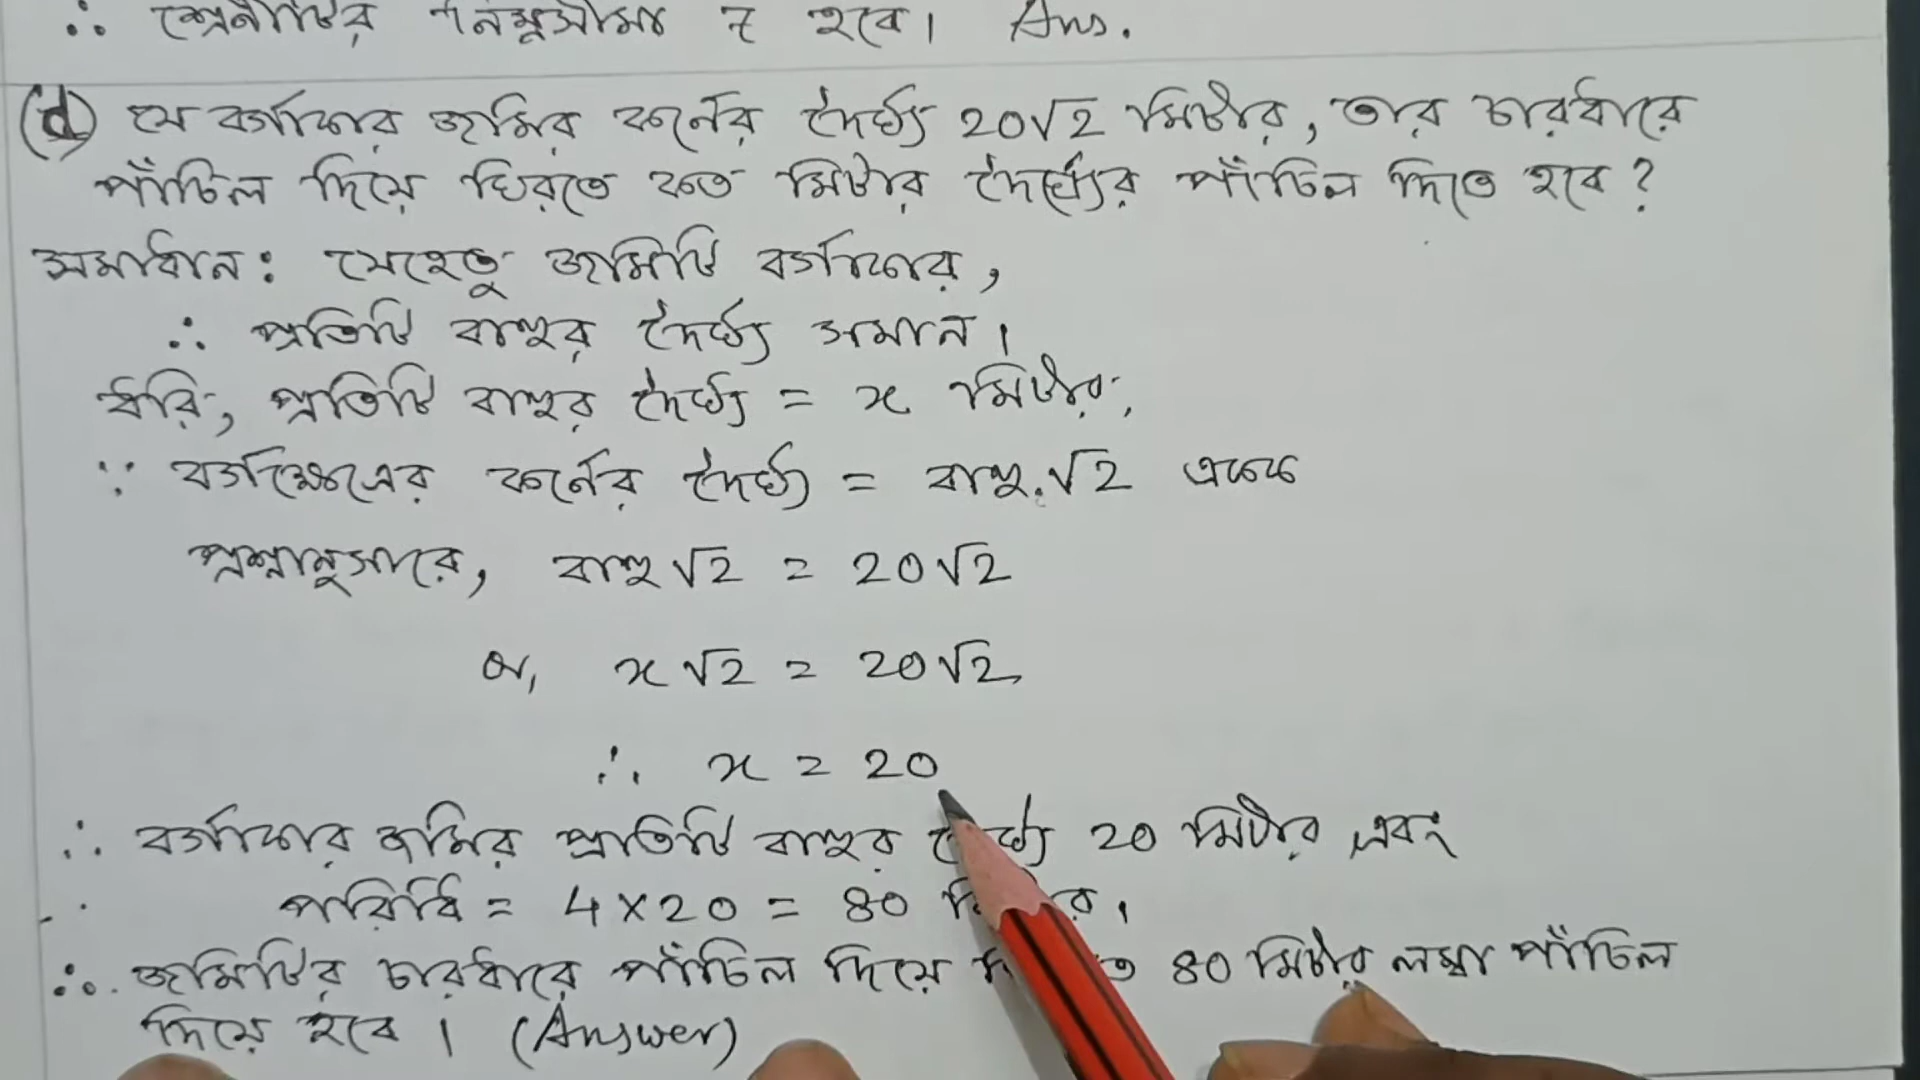 ∴ শ্রেনীটির নিম্নসীমা 7 হবে। Ans.
(d) যে বর্গাকার জমির কর্নের দৈর্ঘ্য 20√2 মিটার, তার চারধারে
পাঁচিল দিয়ে ঘিরতে কত মিটার দৈর্ঘ্যের পাঁচিল দিতে হবে?
সমাধান: যেহেতু জমিটি বর্গাকার,
∴ প্রতিটি বাহুর দৈর্ঘ্য সমান।
ধরি, প্রতিটি বাহুর দৈর্ঘ্য = x মিটার,
∵ বর্গক্ষেত্রের কর্নের দৈর্ঘ্য = বাহু.√2 একক
প্রশ্নানুসারে, বাহু√2 = 20√2
বা, x√2 = 20√2
∴ x = 20
∴ বর্গাকার জমির প্রতিটি বাহুর দৈর্ঘ্য 20 মিটার এবং
পরিধি = 4×20 = 80
∴ জমিটির চারধারে পাঁচিল দিয়ে 80 মিটার লম্বা পাঁচিল
দিয়ে হবে। (Answer)